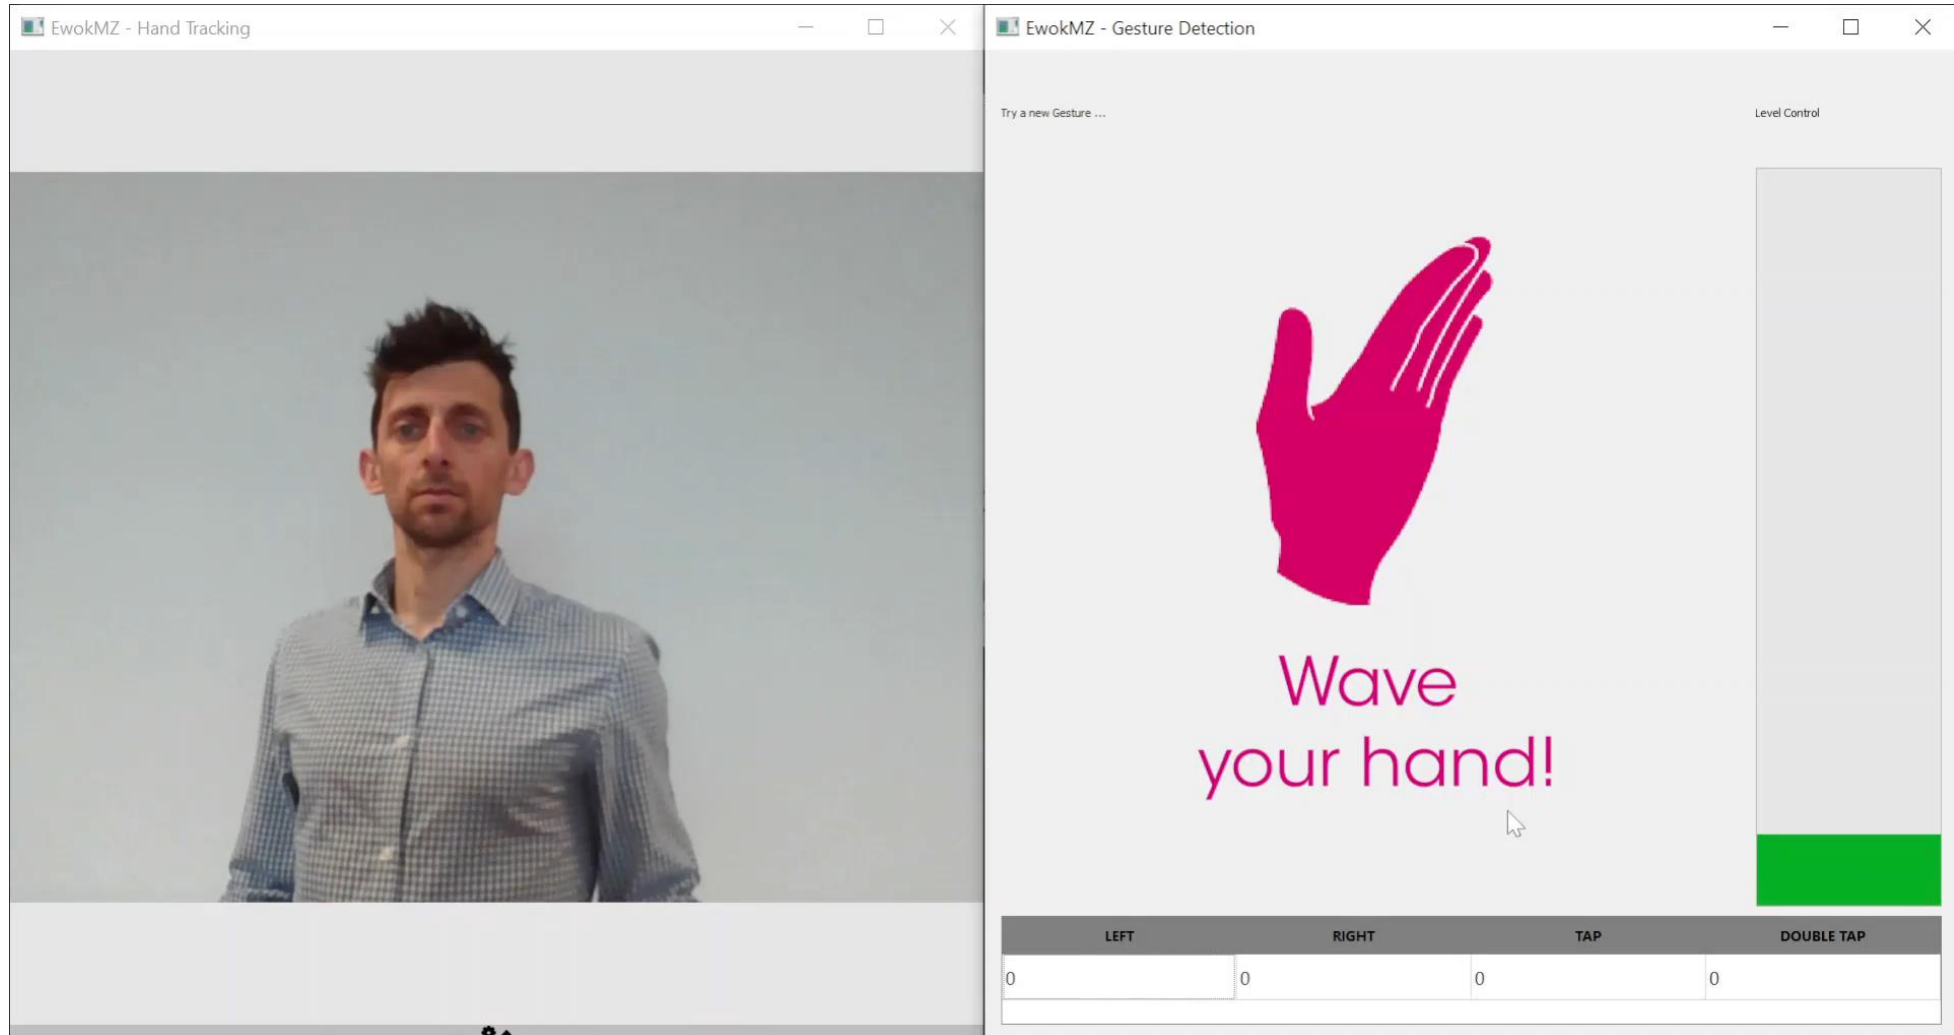 EwokMZ - Hand Tracking
EwokMZ - Gesture Detection
Try a new Gesture ...
Level Control
Wave
your hand!
LEFT RIGHT TAP DOUBLE TAP
0 0 0 0